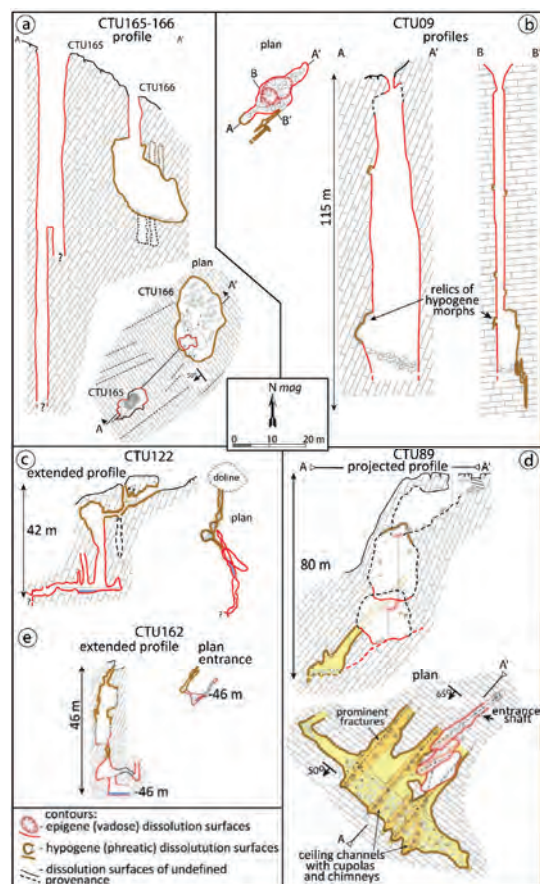 a
CTU165-166
profile
A
A'
CTU165
CTU166
?
?
plan
CTU166
A'
CTU165
A
50°
CTU09
b
plan
profiles
A
A'
B
B'
A'
B
A
B'
115 m
relics of
hypogene
morphs
N mag
0 10 20 m
c
CTU122
extended profile
doline
42 m
plan
?
?
e
CTU162
extended profile
plan
entrance
-46 m
46 m
-46 m
CTU89
d
A
projected profile
A'
80 m
plan
A'
65°
entrance
shaft
prominent
fractures
50°
A
ceiling channels
with cupolas and chimneys
contours:
- epigene (vadose) dissolution surfaces
- hypogene (phreatic) dissolutution surfaces
- dissolution surfaces of undefined
provenance